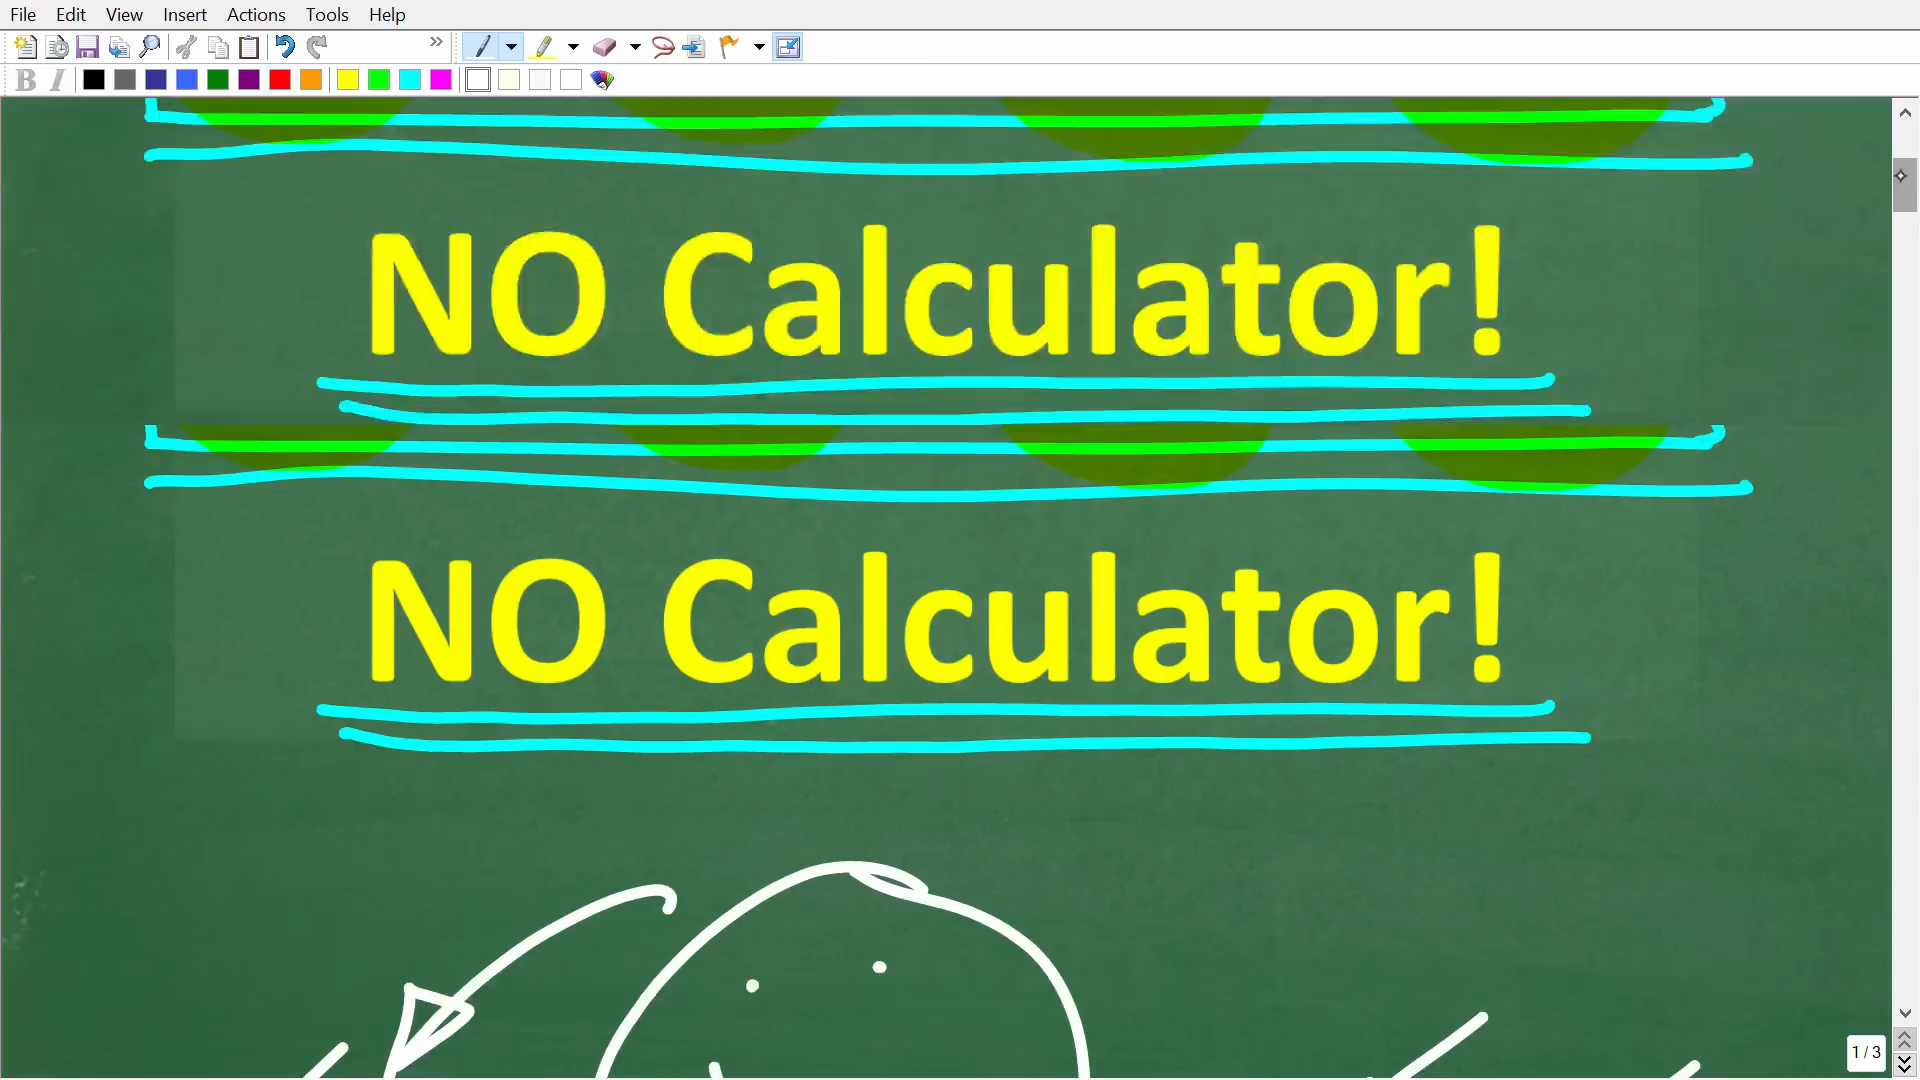 File Edit View Insert Actions Tools Help
B I
NO Calculator!
NO Calculator!
1 / 3